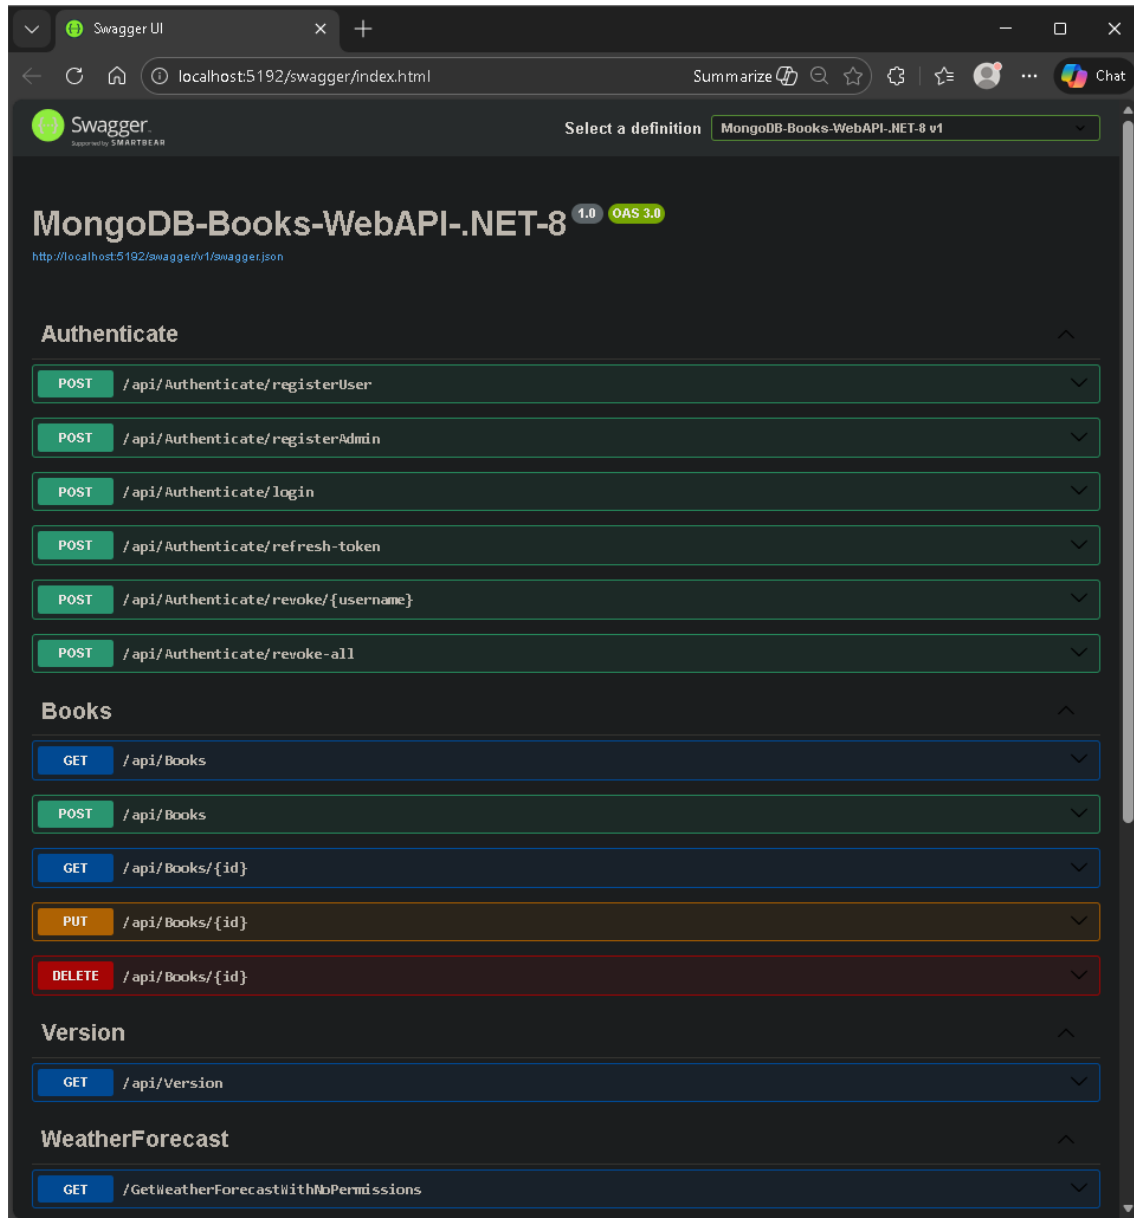 Swagger UI
localhost:5192/swagger/index.html
Summarize
Chat
Swagger
Supported by SMARTBEAR
Select a definition
MongoDB-Books-WebAPI-.NET-8 v1
MongoDB-Books-WebAPI-.NET-8 1.0 OAS 3.0
http://localhost:5192/swagger/v1/swagger.json
Authenticate
POST /api/Authenticate/registerUser
POST /api/Authenticate/registerAdmin
POST /api/Authenticate/login
POST /api/Authenticate/refresh-token
POST /api/Authenticate/revoke/{username}
POST /api/Authenticate/revoke-all
Books
GET /api/Books
POST /api/Books
GET /api/Books/{id}
PUT /api/Books/{id}
DELETE /api/Books/{id}
Version
GET /api/Version
WeatherForecast
GET /GetWeatherForecastWithNoPermissions